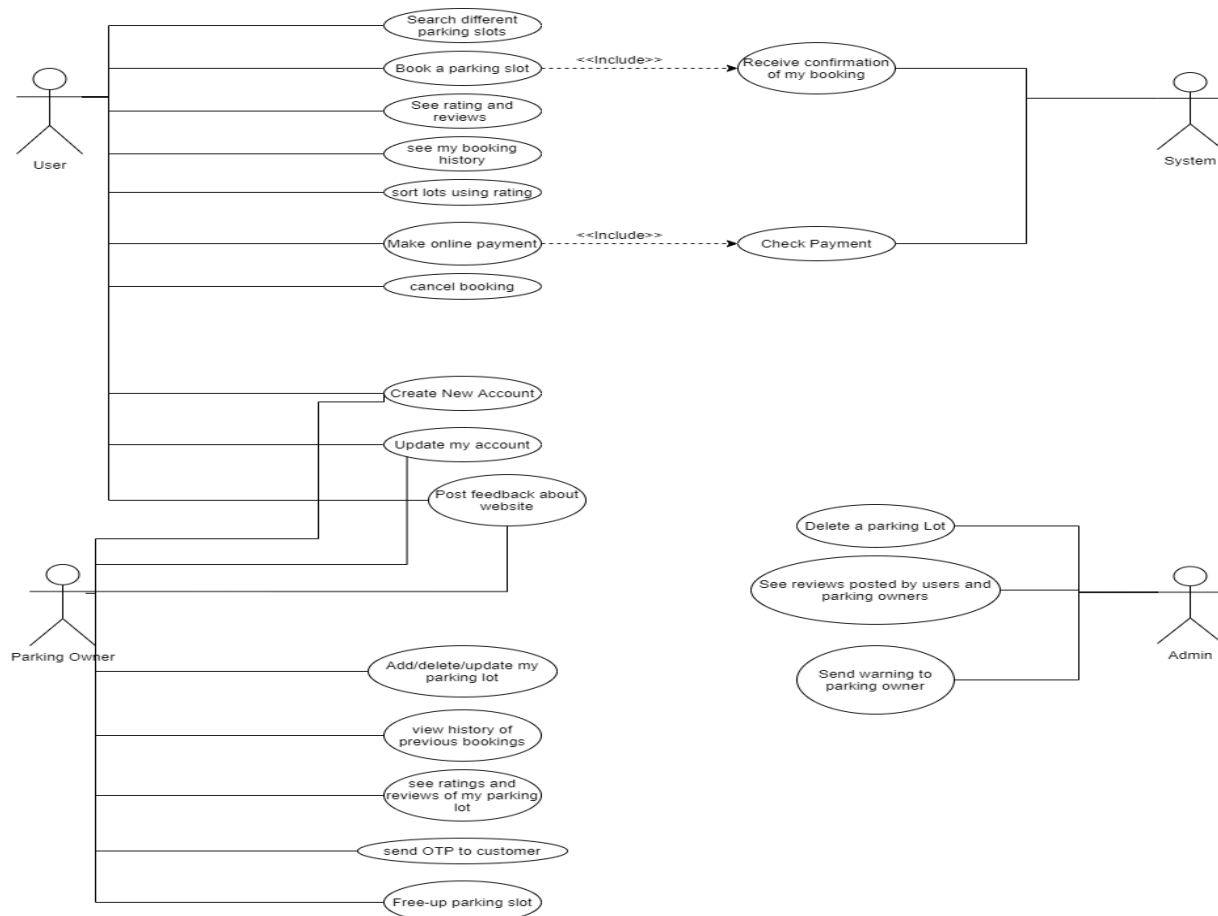 Search different
parking slots
Book a parking slot
<<Include>>
Receive confirmation
of my booking
See rating and
reviews
see my booking
history
User
System
sort lots using rating
Make online payment
<<Include>>
Check Payment
cancel booking
Create New Account
Update my account
Post feedback about
website
Delete a parking Lot
See reviews posted by users and
parking owners
Parking Owner
Admin
Add/delete/update my
parking lot
Send warning to
parking owner
view history of
previous bookings
see ratings and
reviews of my parking
lot
send OTP to customer
Free-up parking slot